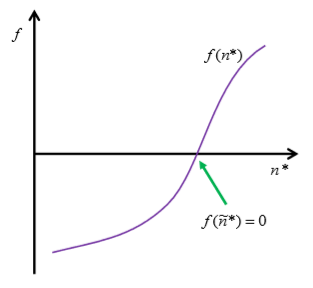 f
f(n*)
n*
f(ñ*) = 0